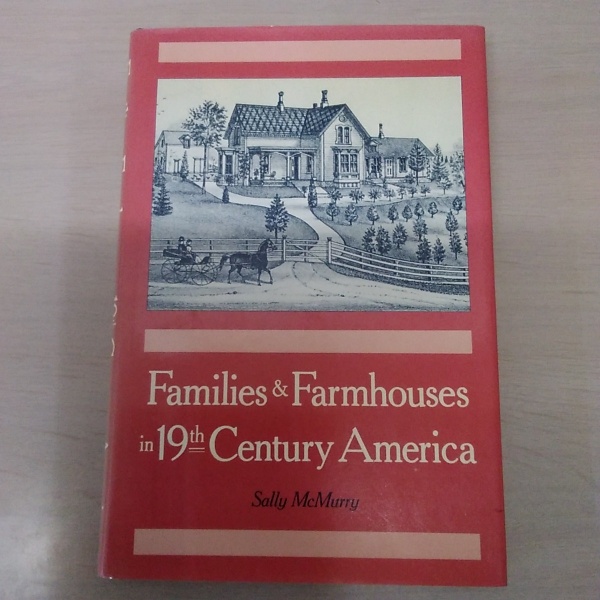 Families & Farmhouses
in 19th Century America
Sally McMurry